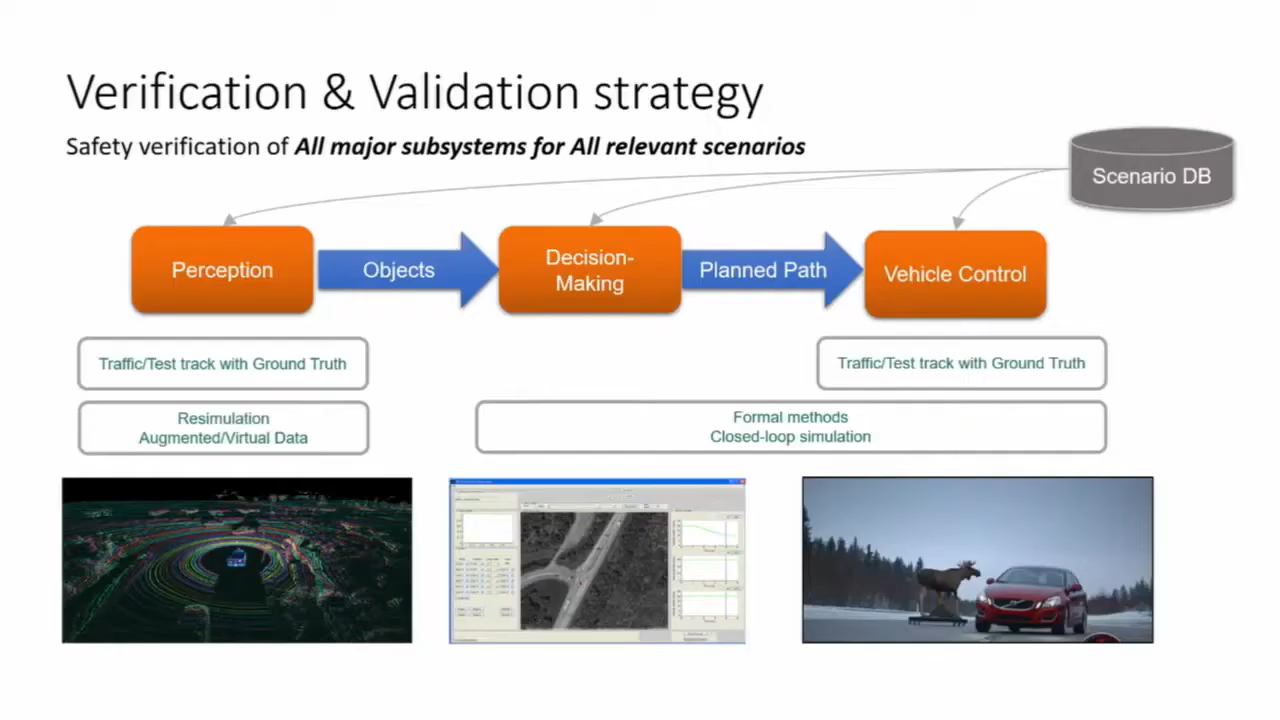 Verification & Validation strategy
Safety verification of All major subsystems for All relevant scenarios
Scenario DB
Perception
Objects
Decision-
Making
Planned Path
Vehicle Control
Traffic/Test track with Ground Truth
Traffic/Test track with Ground Truth
Resimulation
Augmented/Virtual Data
Formal methods
Closed-loop simulation